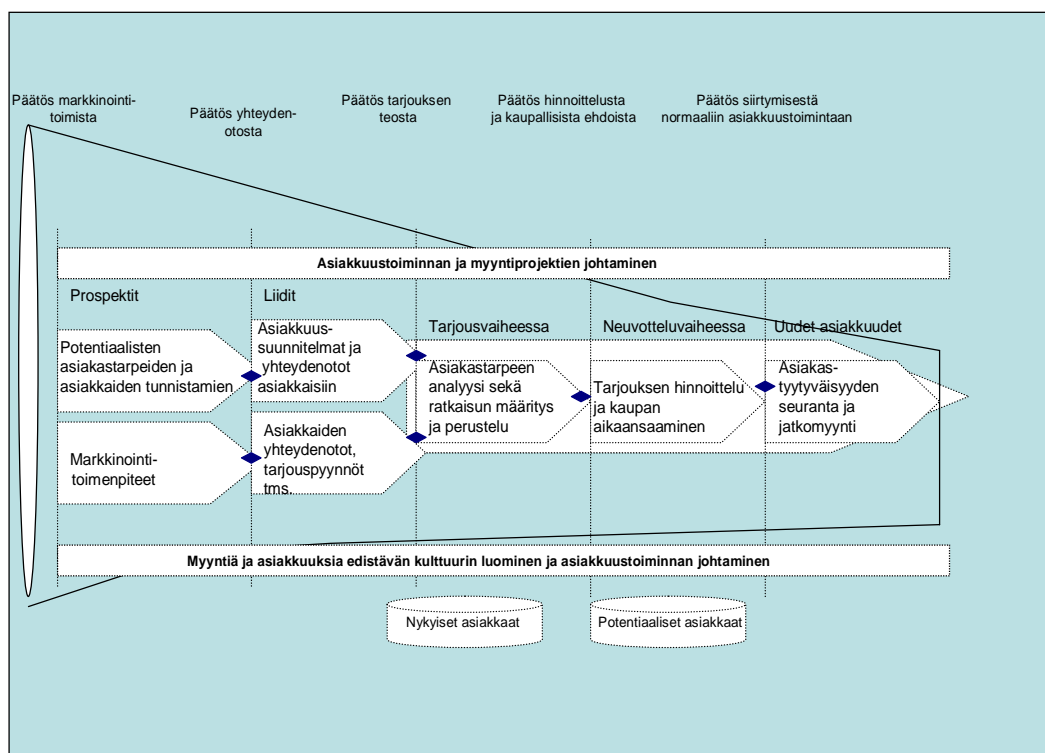 Päätös markkinointi-
toimista
Päätös yhteyden-
otosta
Päätös tarjouksen
teosta
Päätös hinnoittelusta
ja kaupallisista ehdoista
Päätös siirtymisestä
normaaliin asiakkuustoimintaan
Asiakkuustoiminnan ja myyntiprojektien johtaminen
Prospektit
Liidit
Tarjousvaiheessa
Neuvotteluvaiheessa
Uudet asiakkuudet
Potentiaalisten
asiakastarpeiden ja
asiakkaiden tunnistamien
Asiakkuus-
suunnitelmat ja
yhteydenotot
asiakkaisiin
Asiakastarpeen
analyysi sekä
ratkaisun määritys
ja perustelu
Tarjouksen hinnoittelu
ja kaupan
aikaansaaminen
Asiakas-
tyytyväisyyden
seuranta ja
jatkomyynti
Markkinointi-
toimenpiteet
Asiakkaiden
yhteydenotot,
tarjouspyynnöt
tms.
Myyntiä ja asiakkuuksia edistävän kulttuurin luominen ja asiakkuustoiminnan johtaminen
Nykyiset asiakkaat
Potentiaaliset asiakkaat